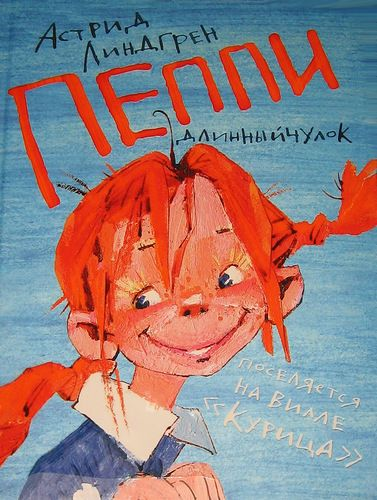 АСТРИД
ЛИНДГРЕН
ПЕППИ
ДЛИННЫЙЧУЛОК
ПОСЕЛЯЕТСЯ
НА ВИЛЛЕ
«КУРИЦА»